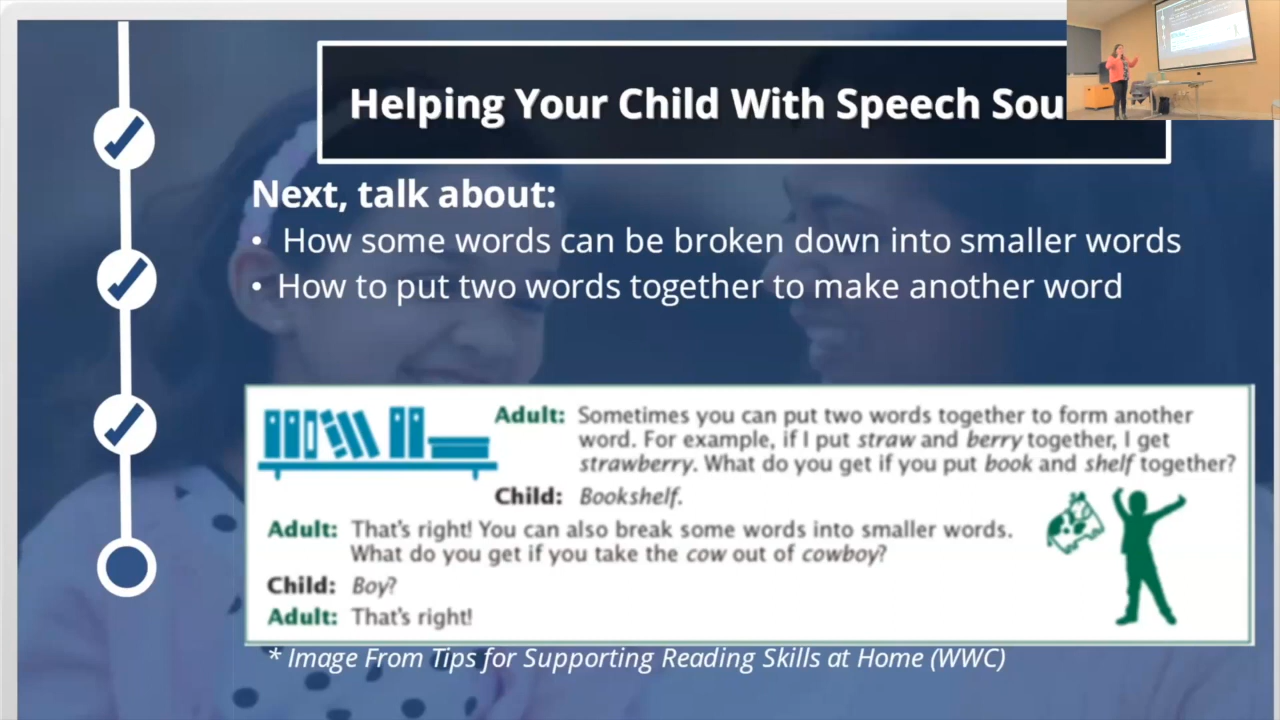 Helping Your Child With Speech Sou
Next, talk about:
• How some words can be broken down into smaller words
• How to put two words together to make another word
Adult: Sometimes you can put two words together to form another
word. For example, if I put straw and berry together, I get
strawberry. What do you get if you put book and shelf together?
Child: Bookshelf.
Adult: That's right! You can also break some words into smaller words.
What do you get if you take the cow out of cowboy?
Child: Boy?
Adult: That's right!
* Image From Tips for Supporting Reading Skills at Home (WWC)